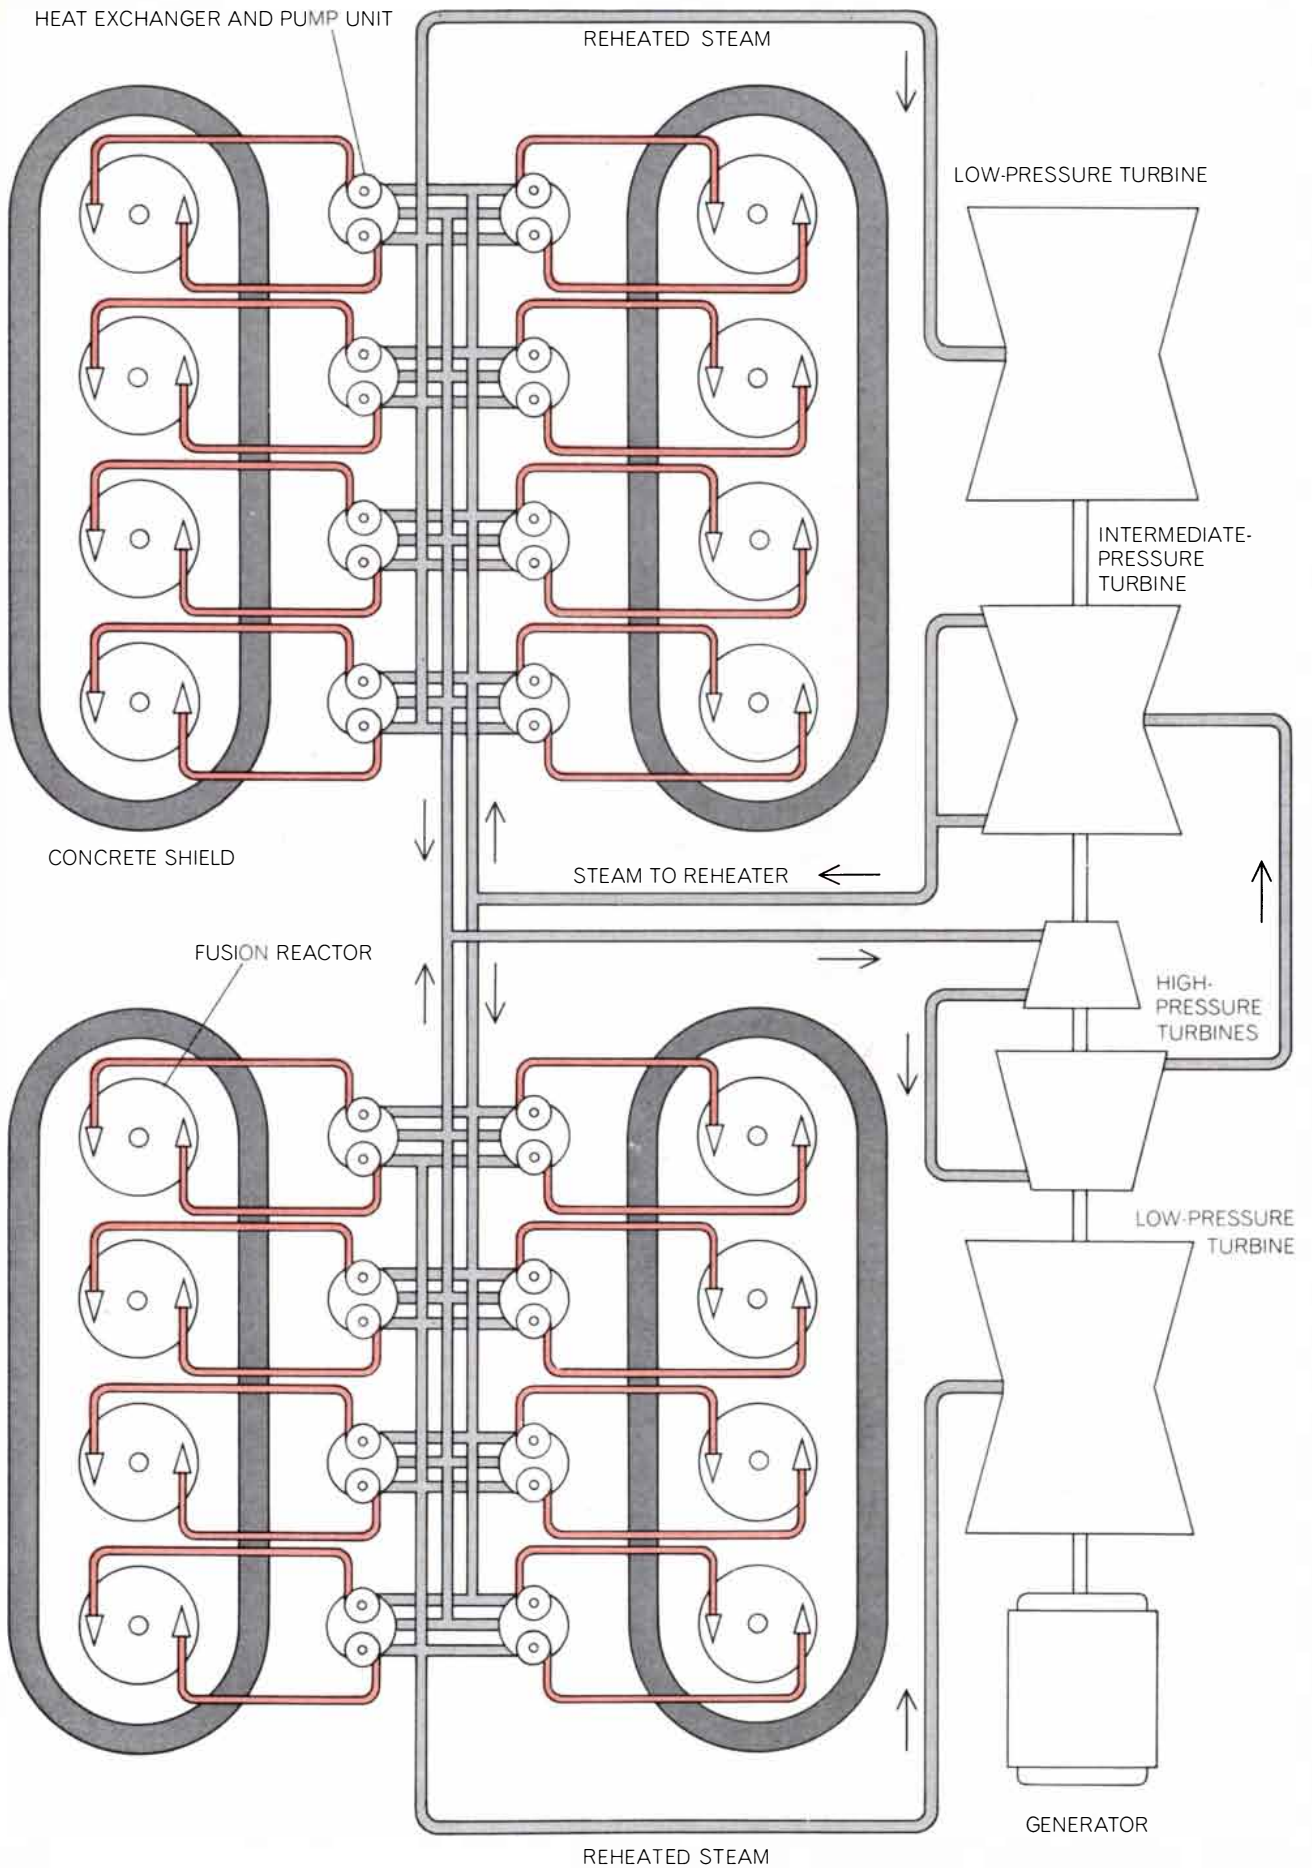 HEAT EXCHANGER AND PUMP UNIT
REHEATED STEAM
LOW-PRESSURE TURBINE
INTERMEDIATE-
PRESSURE
TURBINE
CONCRETE SHIELD
STEAM TO REHEATER
FUSION REACTOR
HIGH-
PRESSURE
TURBINES
LOW-PRESSURE
TURBINE
GENERATOR
REHEATED STEAM